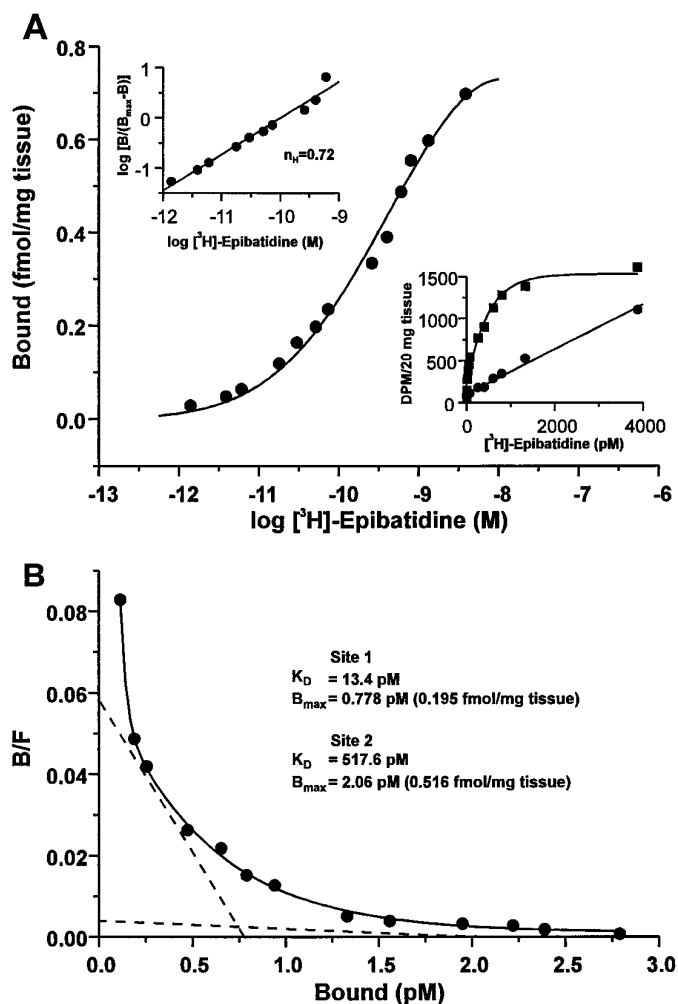 A
Bound (fmol/mg tissue)
0.8
0.6
0.4
0.2
0.0
-13 -12 -11 -10 -9 -8 -7 -6
log [³H]-Epibatidine (M)
log [B/(Bmax-B)]
1
0
-1
nH=0.72
-12 -11 -10 -9
log [³H]-Epibatidine (M)
DPM/20 mg tissue
1500
1000
500
0
0 2000 4000
[³H]-Epibatidine (pM)
B
B/F
0.08
0.06
0.04
0.02
0.00
Site 1
KD = 13.4 pM
Bmax = 0.778 pM (0.195 fmol/mg tissue)
Site 2
KD = 517.6 pM
Bmax = 2.06 pM (0.516 fmol/mg tissue)
0.0 0.5 1.0 1.5 2.0 2.5 3.0
Bound (pM)